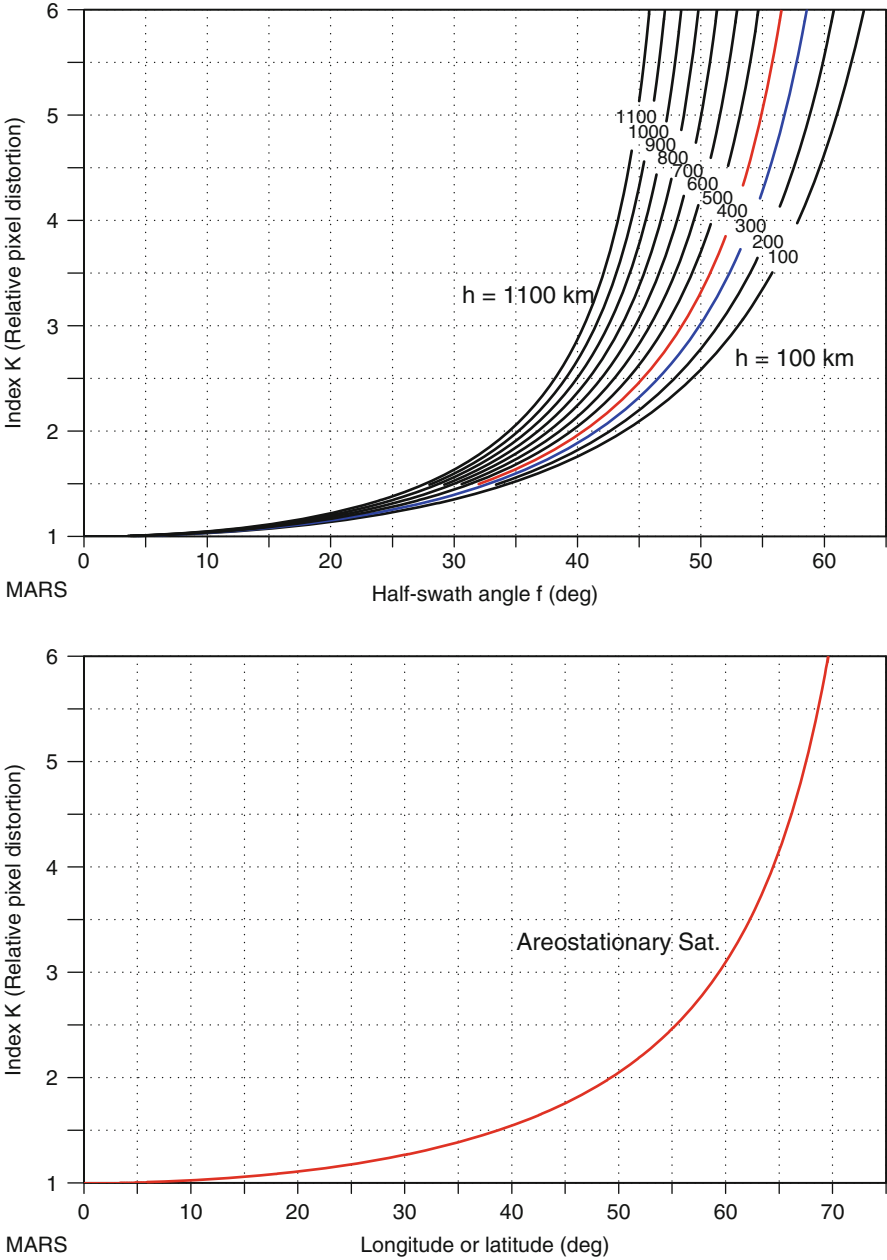 6
5
4
3
2
1
Index K (Relative pixel distortion)
1100
1000
900
800
700
600
500
400
300
200
100
h = 1100 km
h = 100 km
0 10 20 30 40 50 60
MARS
Half-swath angle f (deg)
6
5
4
3
2
1
Index K (Relative pixel distortion)
Areostationary Sat.
0 10 20 30 40 50 60 70
MARS
Longitude or latitude (deg)